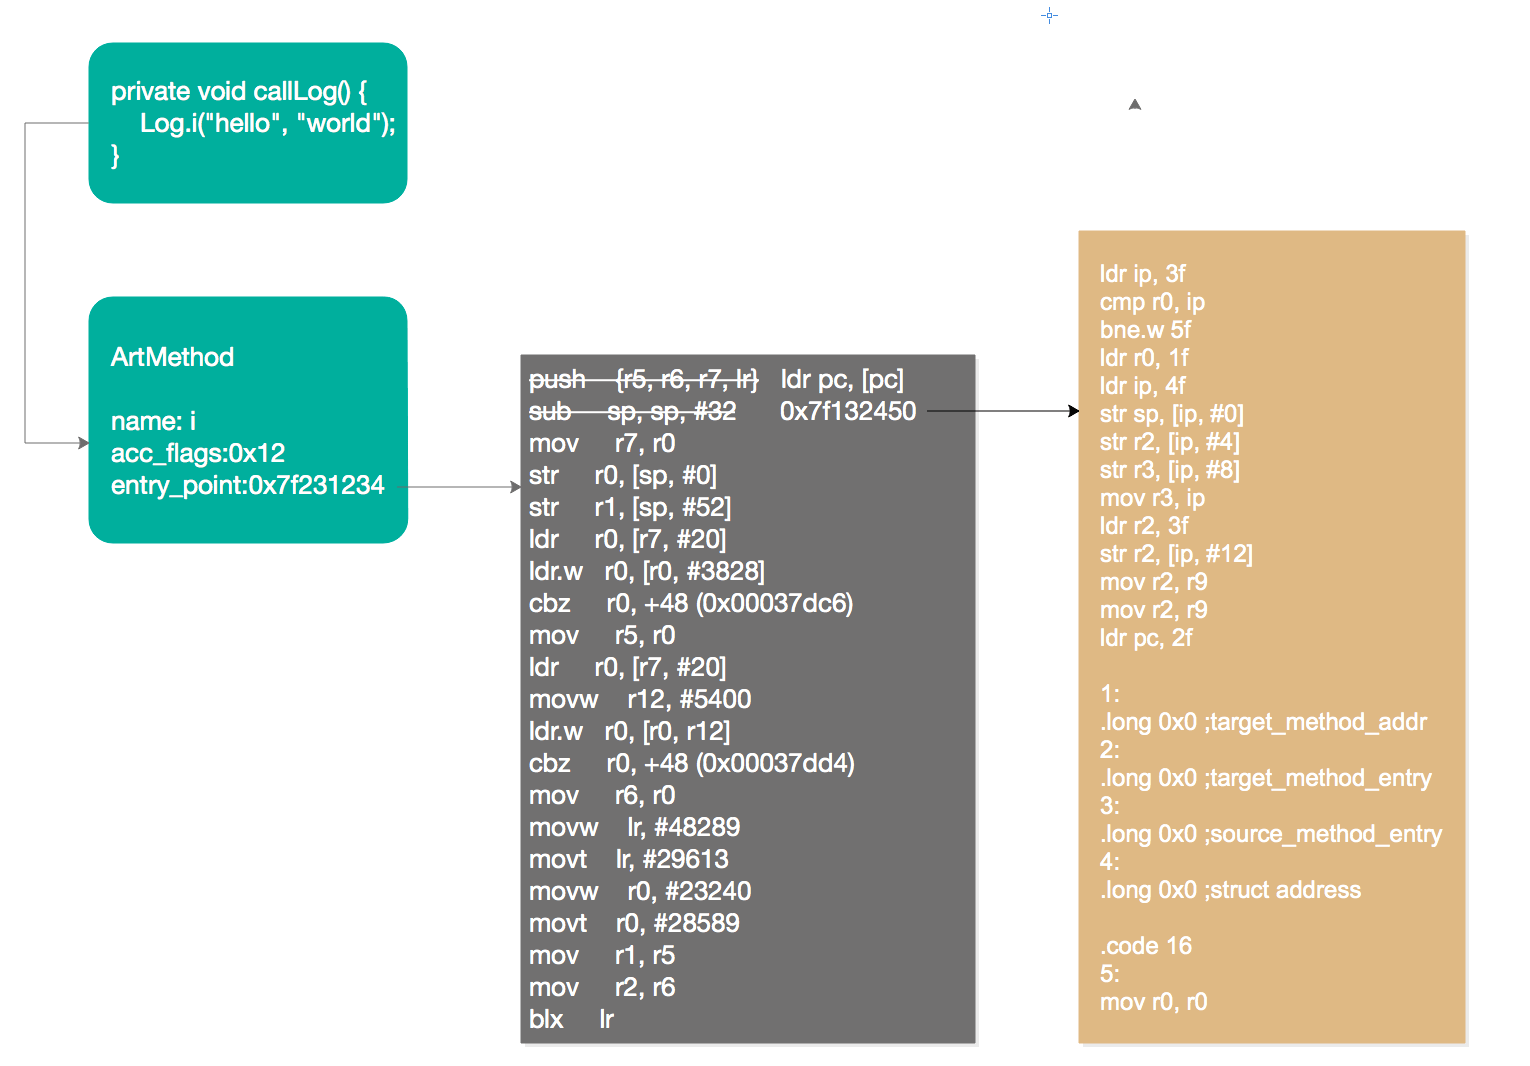 private void callLog() {
Log.i("hello", "world");
}
ArtMethod
name: i
acc_flags:0x12
entry_point:0x7f231234
push {r5, r6, r7, lr} ldr pc, [pc]
sub sp, sp, #32 0x7f132450
mov r7, r0
str r0, [sp, #0]
str r1, [sp, #52]
ldr r0, [r7, #20]
ldr.w r0, [r0, #3828]
cbz r0, +48 (0x00037dc6)
mov r5, r0
ldr r0, [r7, #20]
movw r12, #5400
ldr.w r0, [r0, r12]
cbz r0, +48 (0x00037dd4)
mov r6, r0
movw lr, #48289
movt lr, #29613
movw r0, #23240
movt r0, #28589
mov r1, r5
mov r2, r6
blx lr
ldr ip, 3f
cmp r0, ip
bne.w 5f
ldr r0, 1f
ldr ip, 4f
str sp, [ip, #0]
str r2, [ip, #4]
str r3, [ip, #8]
mov r3, ip
ldr r2, 3f
str r2, [ip, #12]
mov r2, r9
mov r2, r9
ldr pc, 2f
1:
.long 0x0 ;target_method_addr
2:
.long 0x0 ;target_method_entry
3:
.long 0x0 ;source_method_entry
4:
.long 0x0 ;struct address
.code 16
5:
mov r0, r0